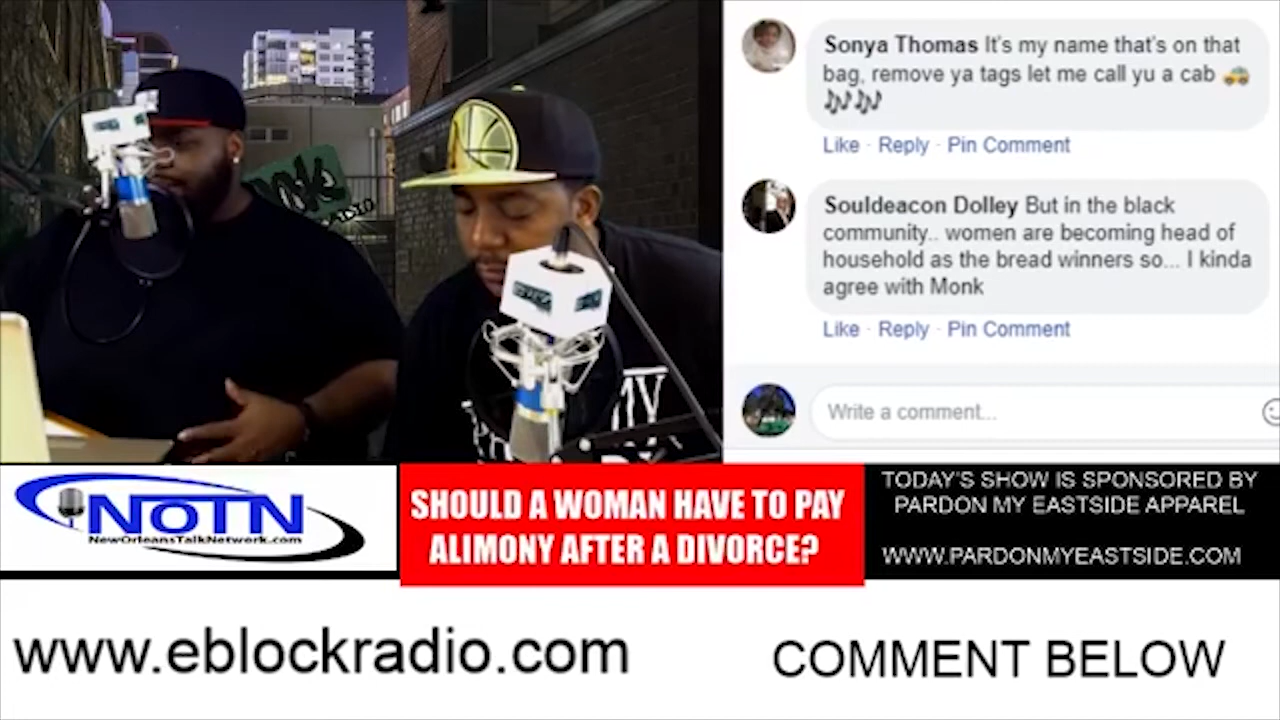 Sonya Thomas It's my name that's on that
bag, remove ya tags let me call yu a cab 🚕
🎶🎶
Like · Reply · Pin Comment
Souldeacon Dolley But in the black
community.. women are becoming head of
household as the bread winners so... I kinda
agree with Monk
Like · Reply · Pin Comment
Write a comment...
RADIO
MY
NOTN
NewOrleansTalkNetwork.com
SHOULD A WOMAN HAVE TO PAY
ALIMONY AFTER A DIVORCE?
TODAY'S SHOW IS SPONSORED BY
PARDON MY EASTSIDE APPAREL
WWW.PARDONMYEASTSIDE.COM
www.eblockradio.com
COMMENT BELOW